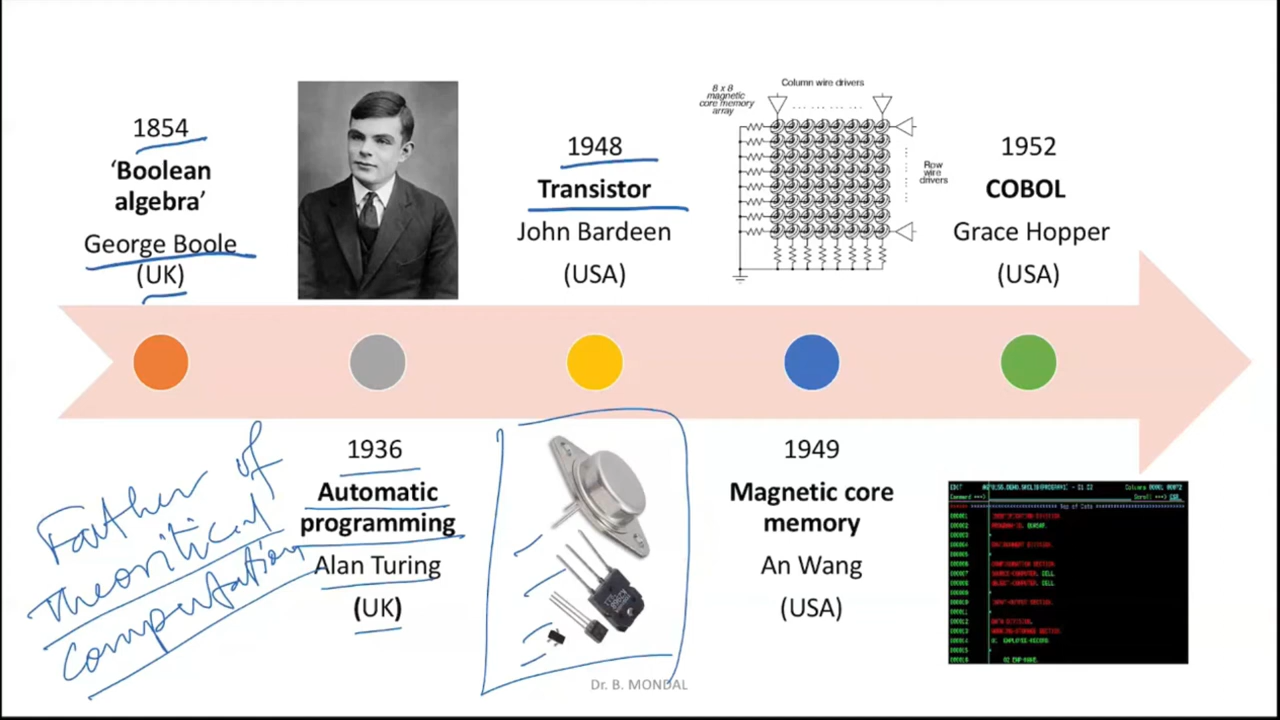 1854
‘Boolean
algebra’
George Boole
(UK)
1948
Transistor
John Bardeen
(USA)
8 x 8
magnetic
core memory
array
Column wire drivers
Row
wire
drivers
1952
COBOL
Grace Hopper
(USA)
Father of
theoritical
computation
1936
Automatic
programming
Alan Turing
(UK)
1949
Magnetic core
memory
An Wang
(USA)
Dr. B. MONDAL